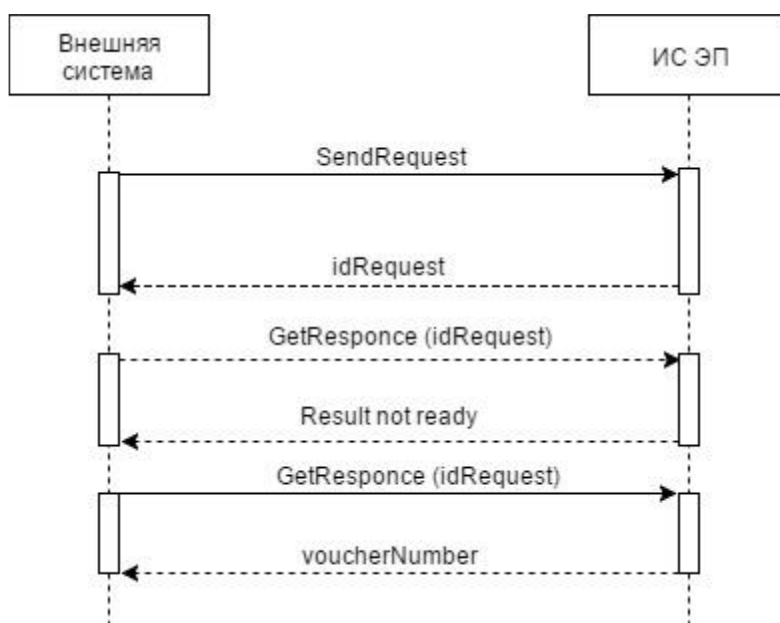 Внешняя
система
ИС ЭП
SendRequest
idRequest
GetResponce (idRequest)
Result not ready
GetResponce (idRequest)
voucherNumber